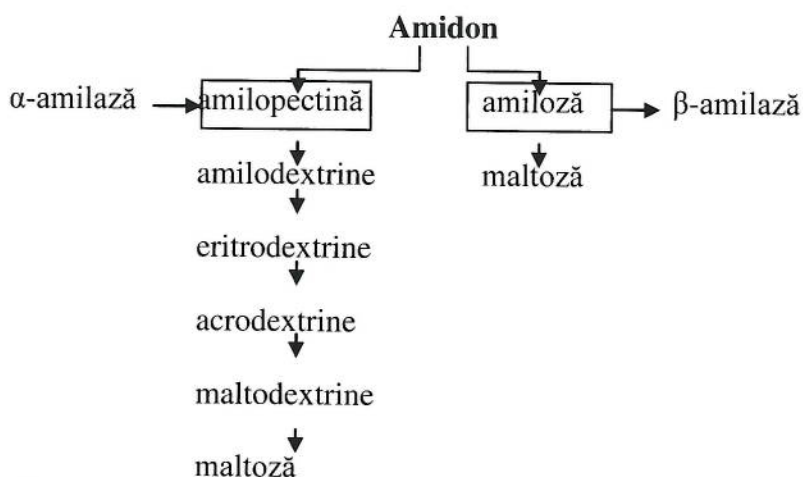 Amidon
α-amilază amilopectină amiloză β-amilază
amilodextrine maltoză
eritrodextrine
acrodextrine
maltodextrine
maltoză